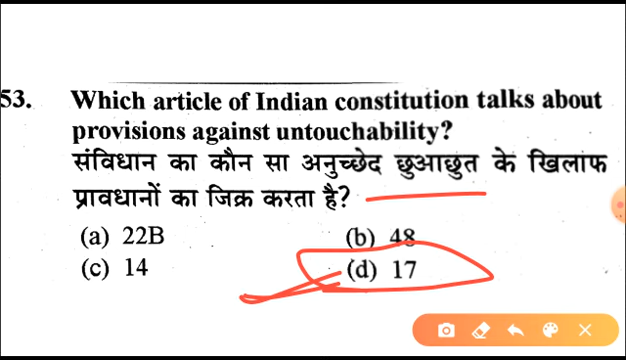 53. Which article of Indian constitution talks about
provisions against untouchability?
संविधान का कौन सा अनुच्छेद छुआछुत के खिलाफ
प्रावधानों का जिक्र करता है?
(a) 22B (b) 48
(c) 14 (d) 17